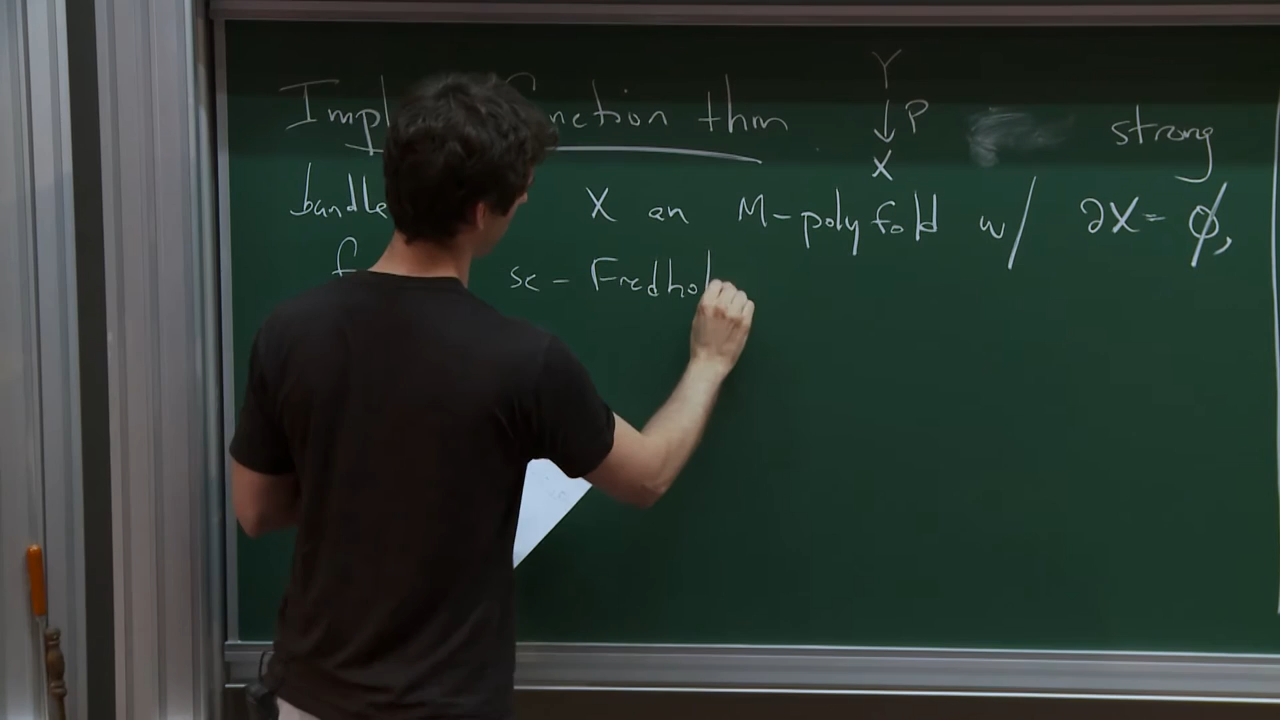 Impl nction thm Y ↓ P X strong
bundle X an M-polyfold w/ ∂X = ∅,
f sc-Fredhol